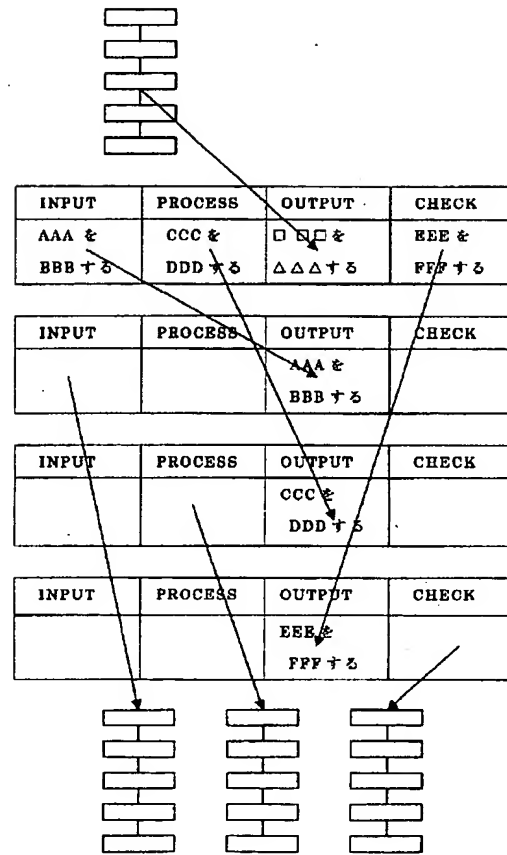 INPUT PROCESS OUTPUT CHECK
AAA を CCC を □ □□を EEE を
BBB する DDD する △△△する FFF する
INPUT PROCESS OUTPUT CHECK
AAA を
BBB する
INPUT PROCESS OUTPUT CHECK
CCC を
DDD する
INPUT PROCESS OUTPUT CHECK
EEE を
FFF する